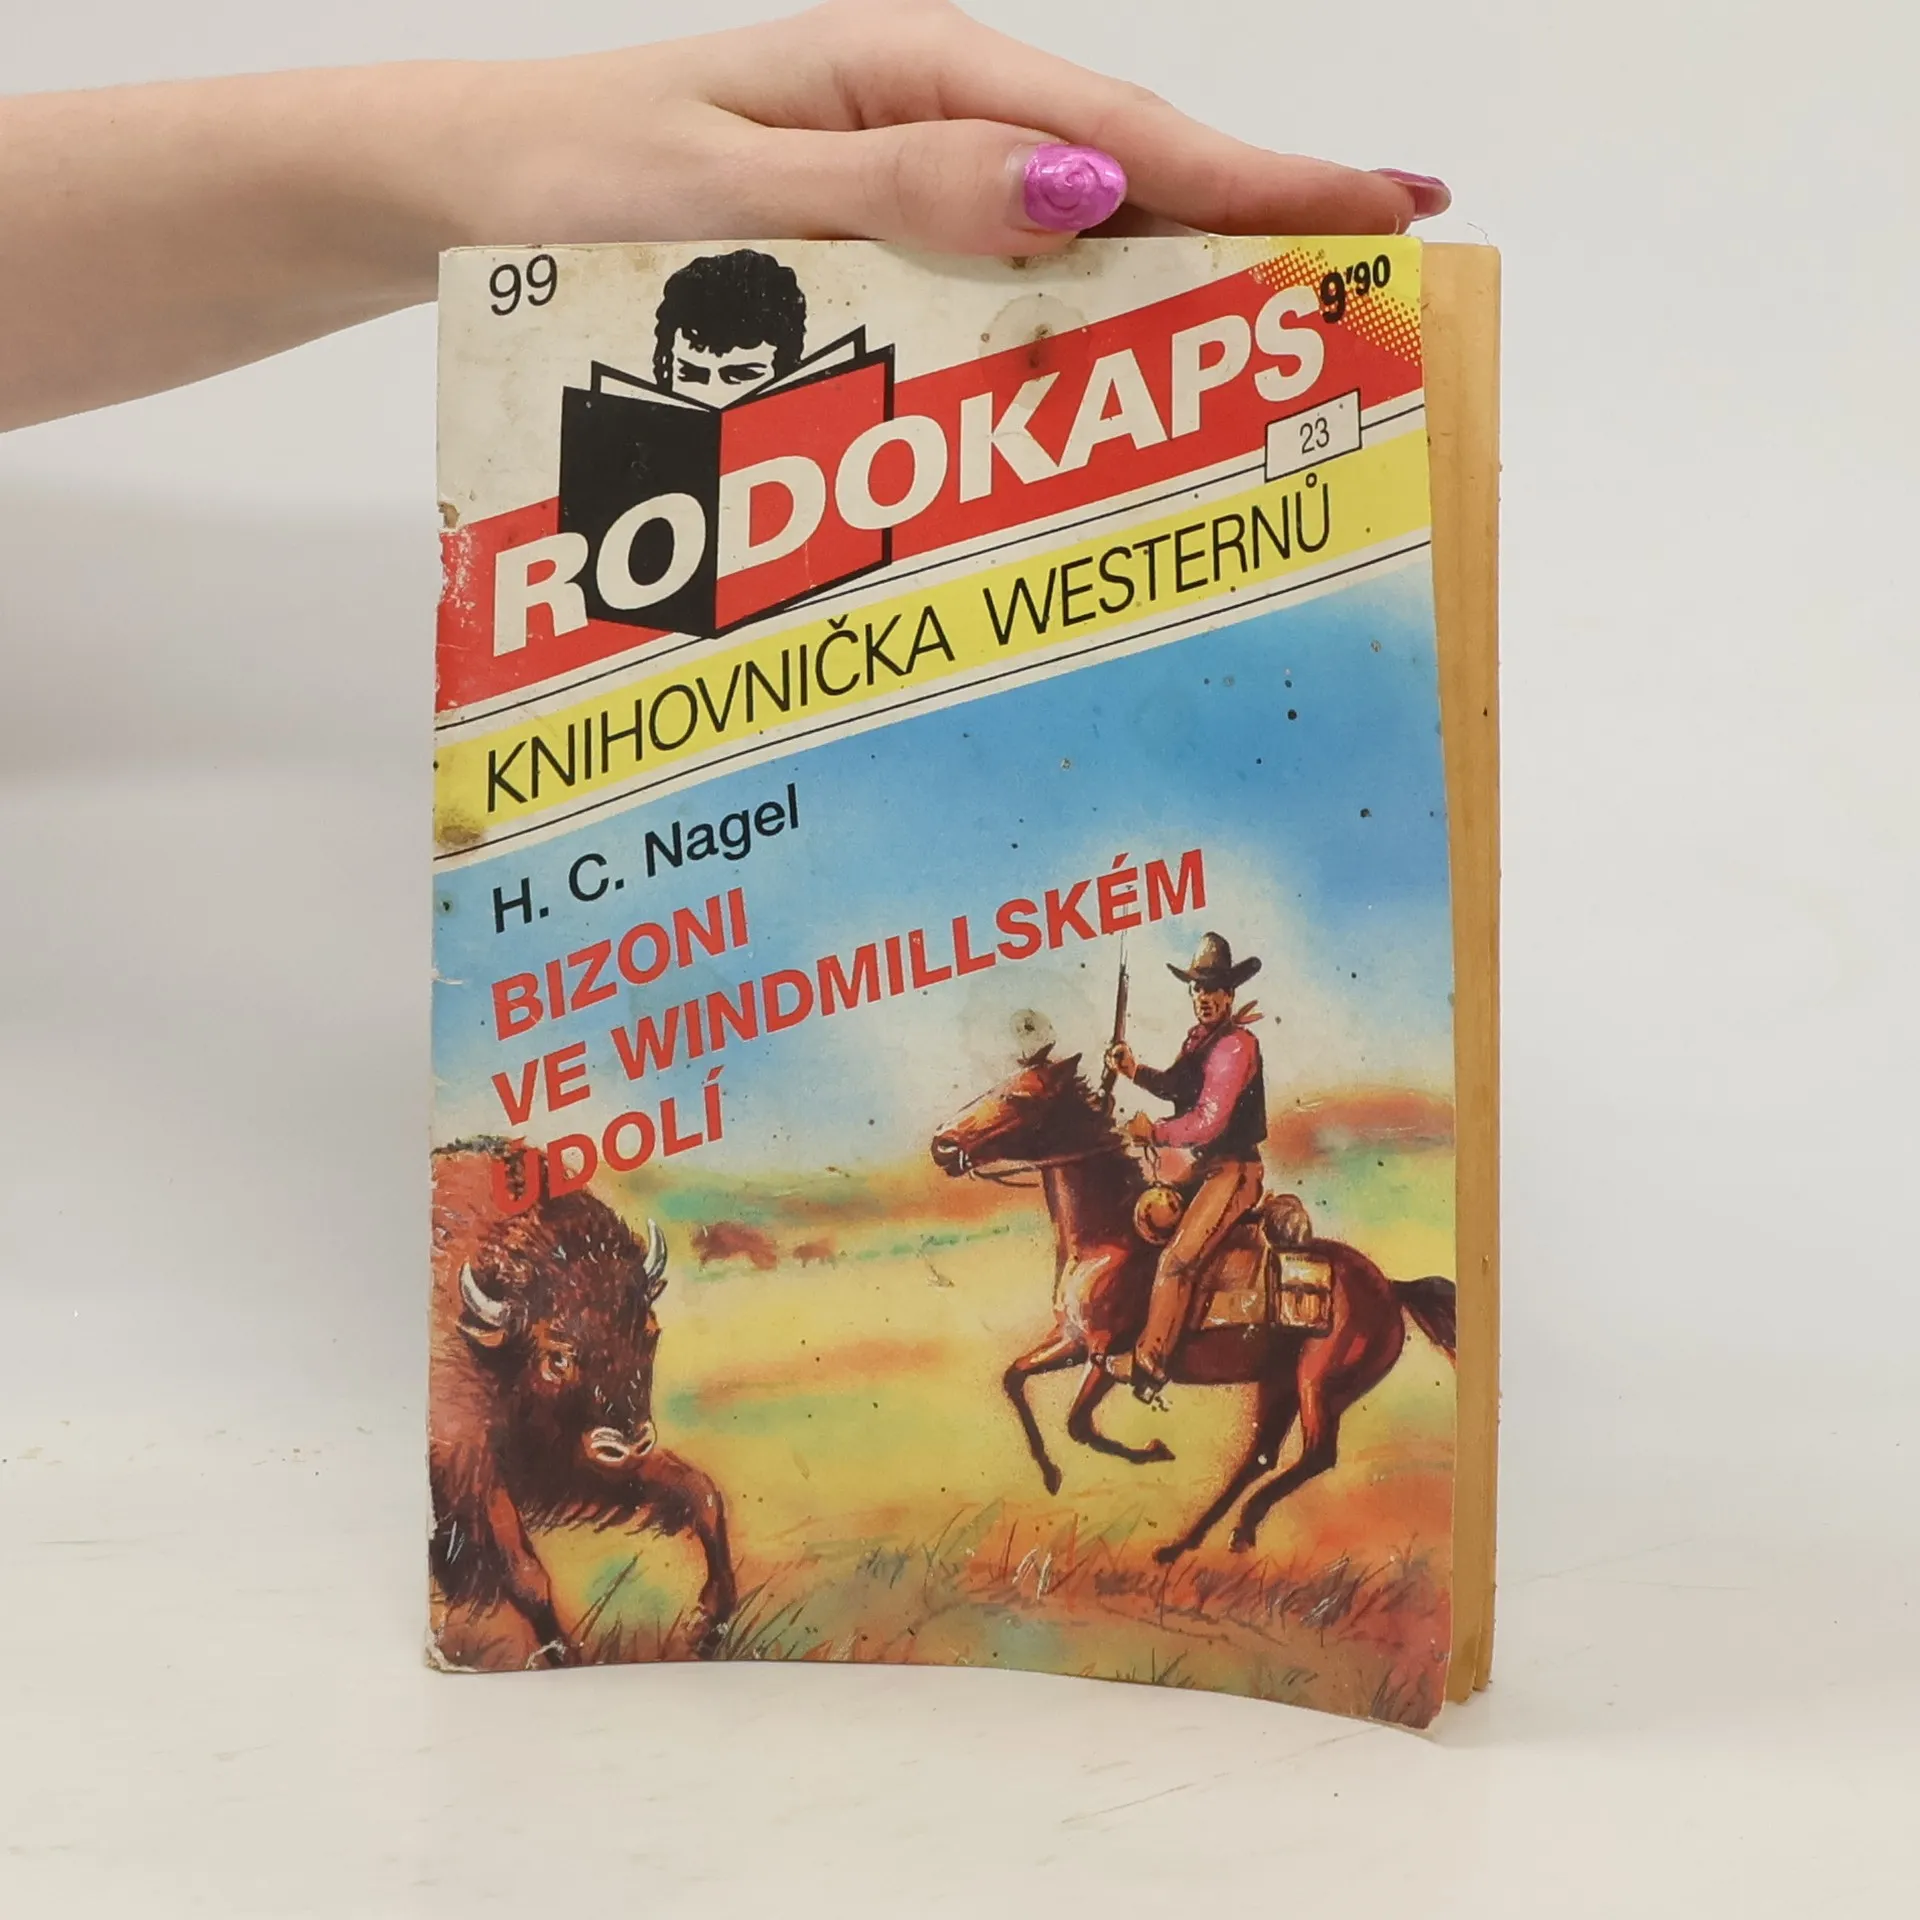 99
9'90
RODOKAPS
23
KNIHOVNIČKA WESTERNŮ
H. C. Nagel
BIZONI
VE WINDMILLSKÉM
ÚDOLÍ